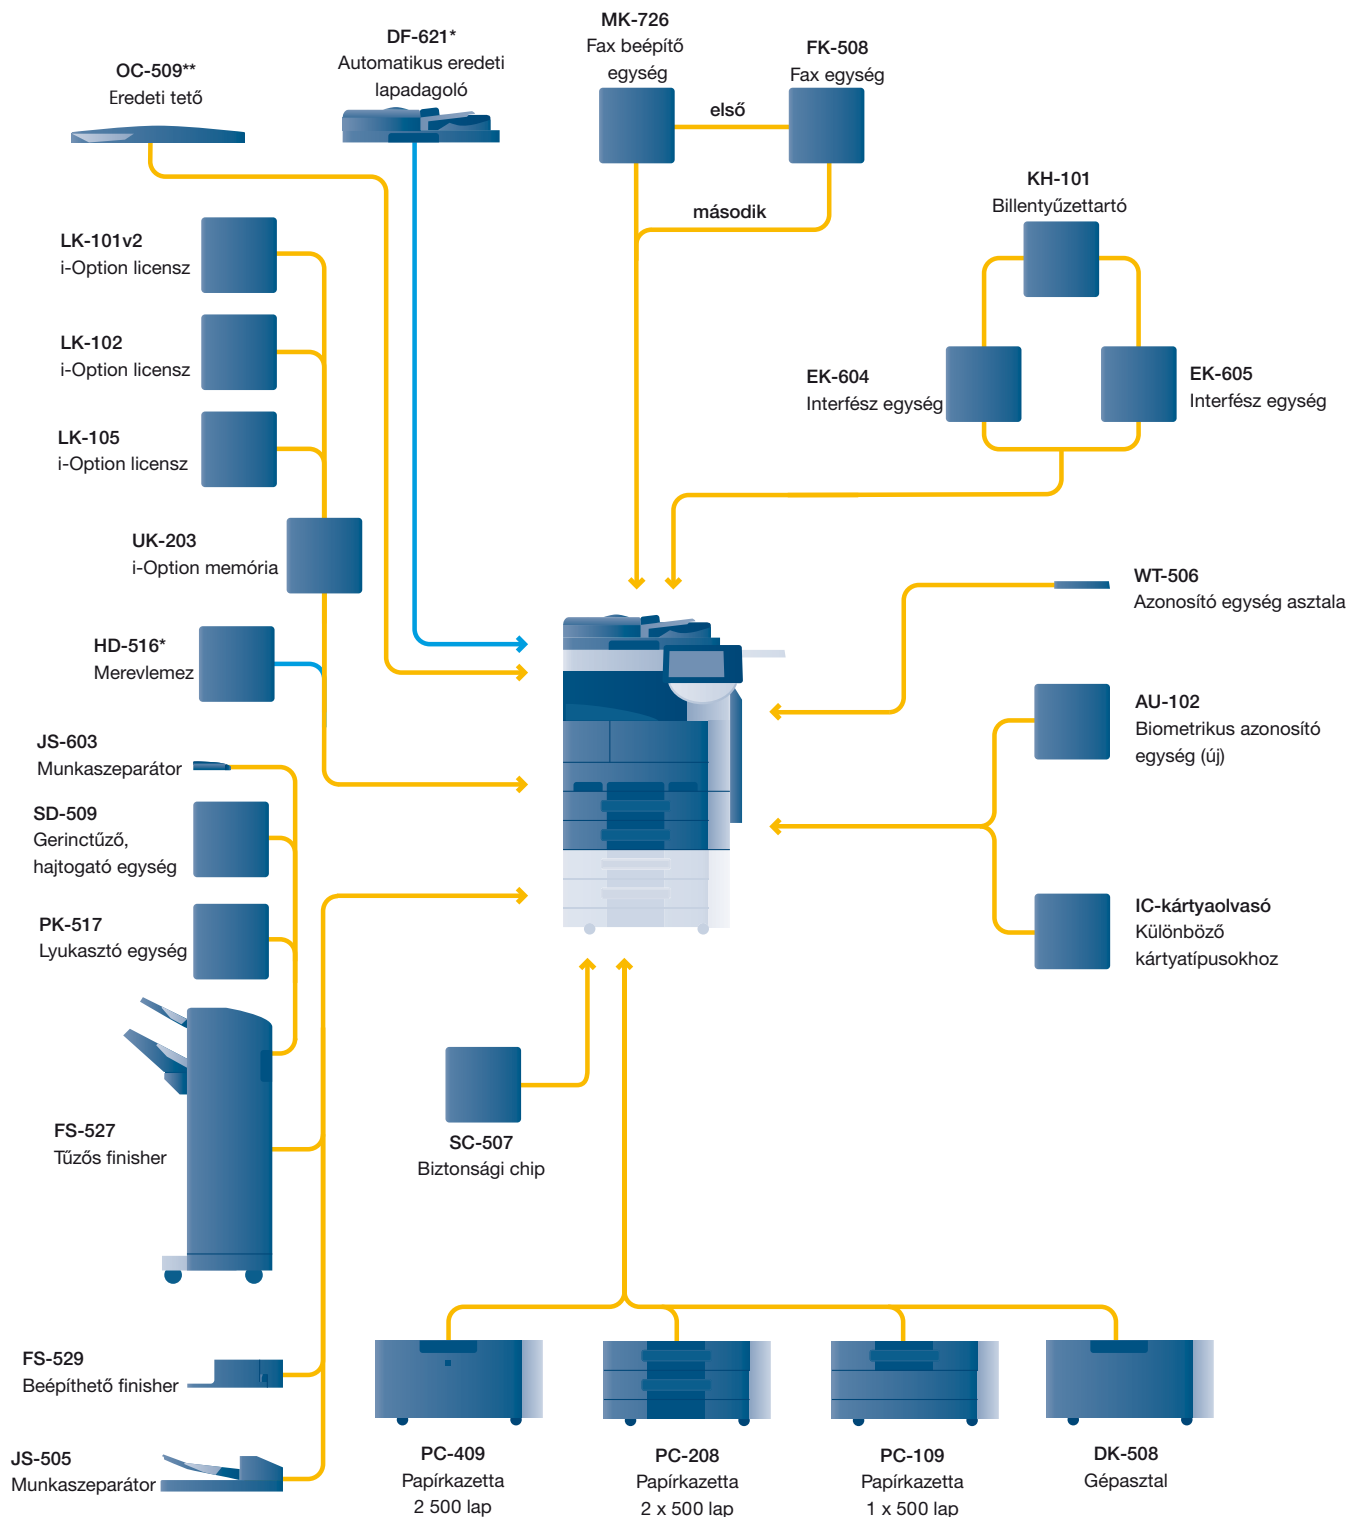 OC-509**
Eredeti tető
DF-621*
Automatikus eredeti
lapadagoló
MK-726
Fax beépítő
egység
FK-508
Fax egység
első
második
KH-101
Billentyűzettartó
LK-101v2
i-Option licensz
LK-102
i-Option licensz
LK-105
i-Option licensz
EK-604
Interfész egység
EK-605
Interfész egység
UK-203
i-Option memória
HD-516*
Merevlemez
WT-506
Azonosító egység asztala
AU-102
Biometrikus azonosító
egység (új)
JS-603
Munkaszeparátor
SD-509
Gerinctűző,
hajtogató egység
PK-517
Lyukasztó egység
IC-kártyaolvasó
Különböző
kártyatípusokhoz
FS-527
Tűzős finisher
SC-507
Biztonsági chip
FS-529
Beépíthető finisher
JS-505
Munkaszeparátor
PC-409
Papírkazetta
2 500 lap
PC-208
Papírkazetta
2 x 500 lap
PC-109
Papírkazetta
1 x 500 lap
DK-508
Gépasztal